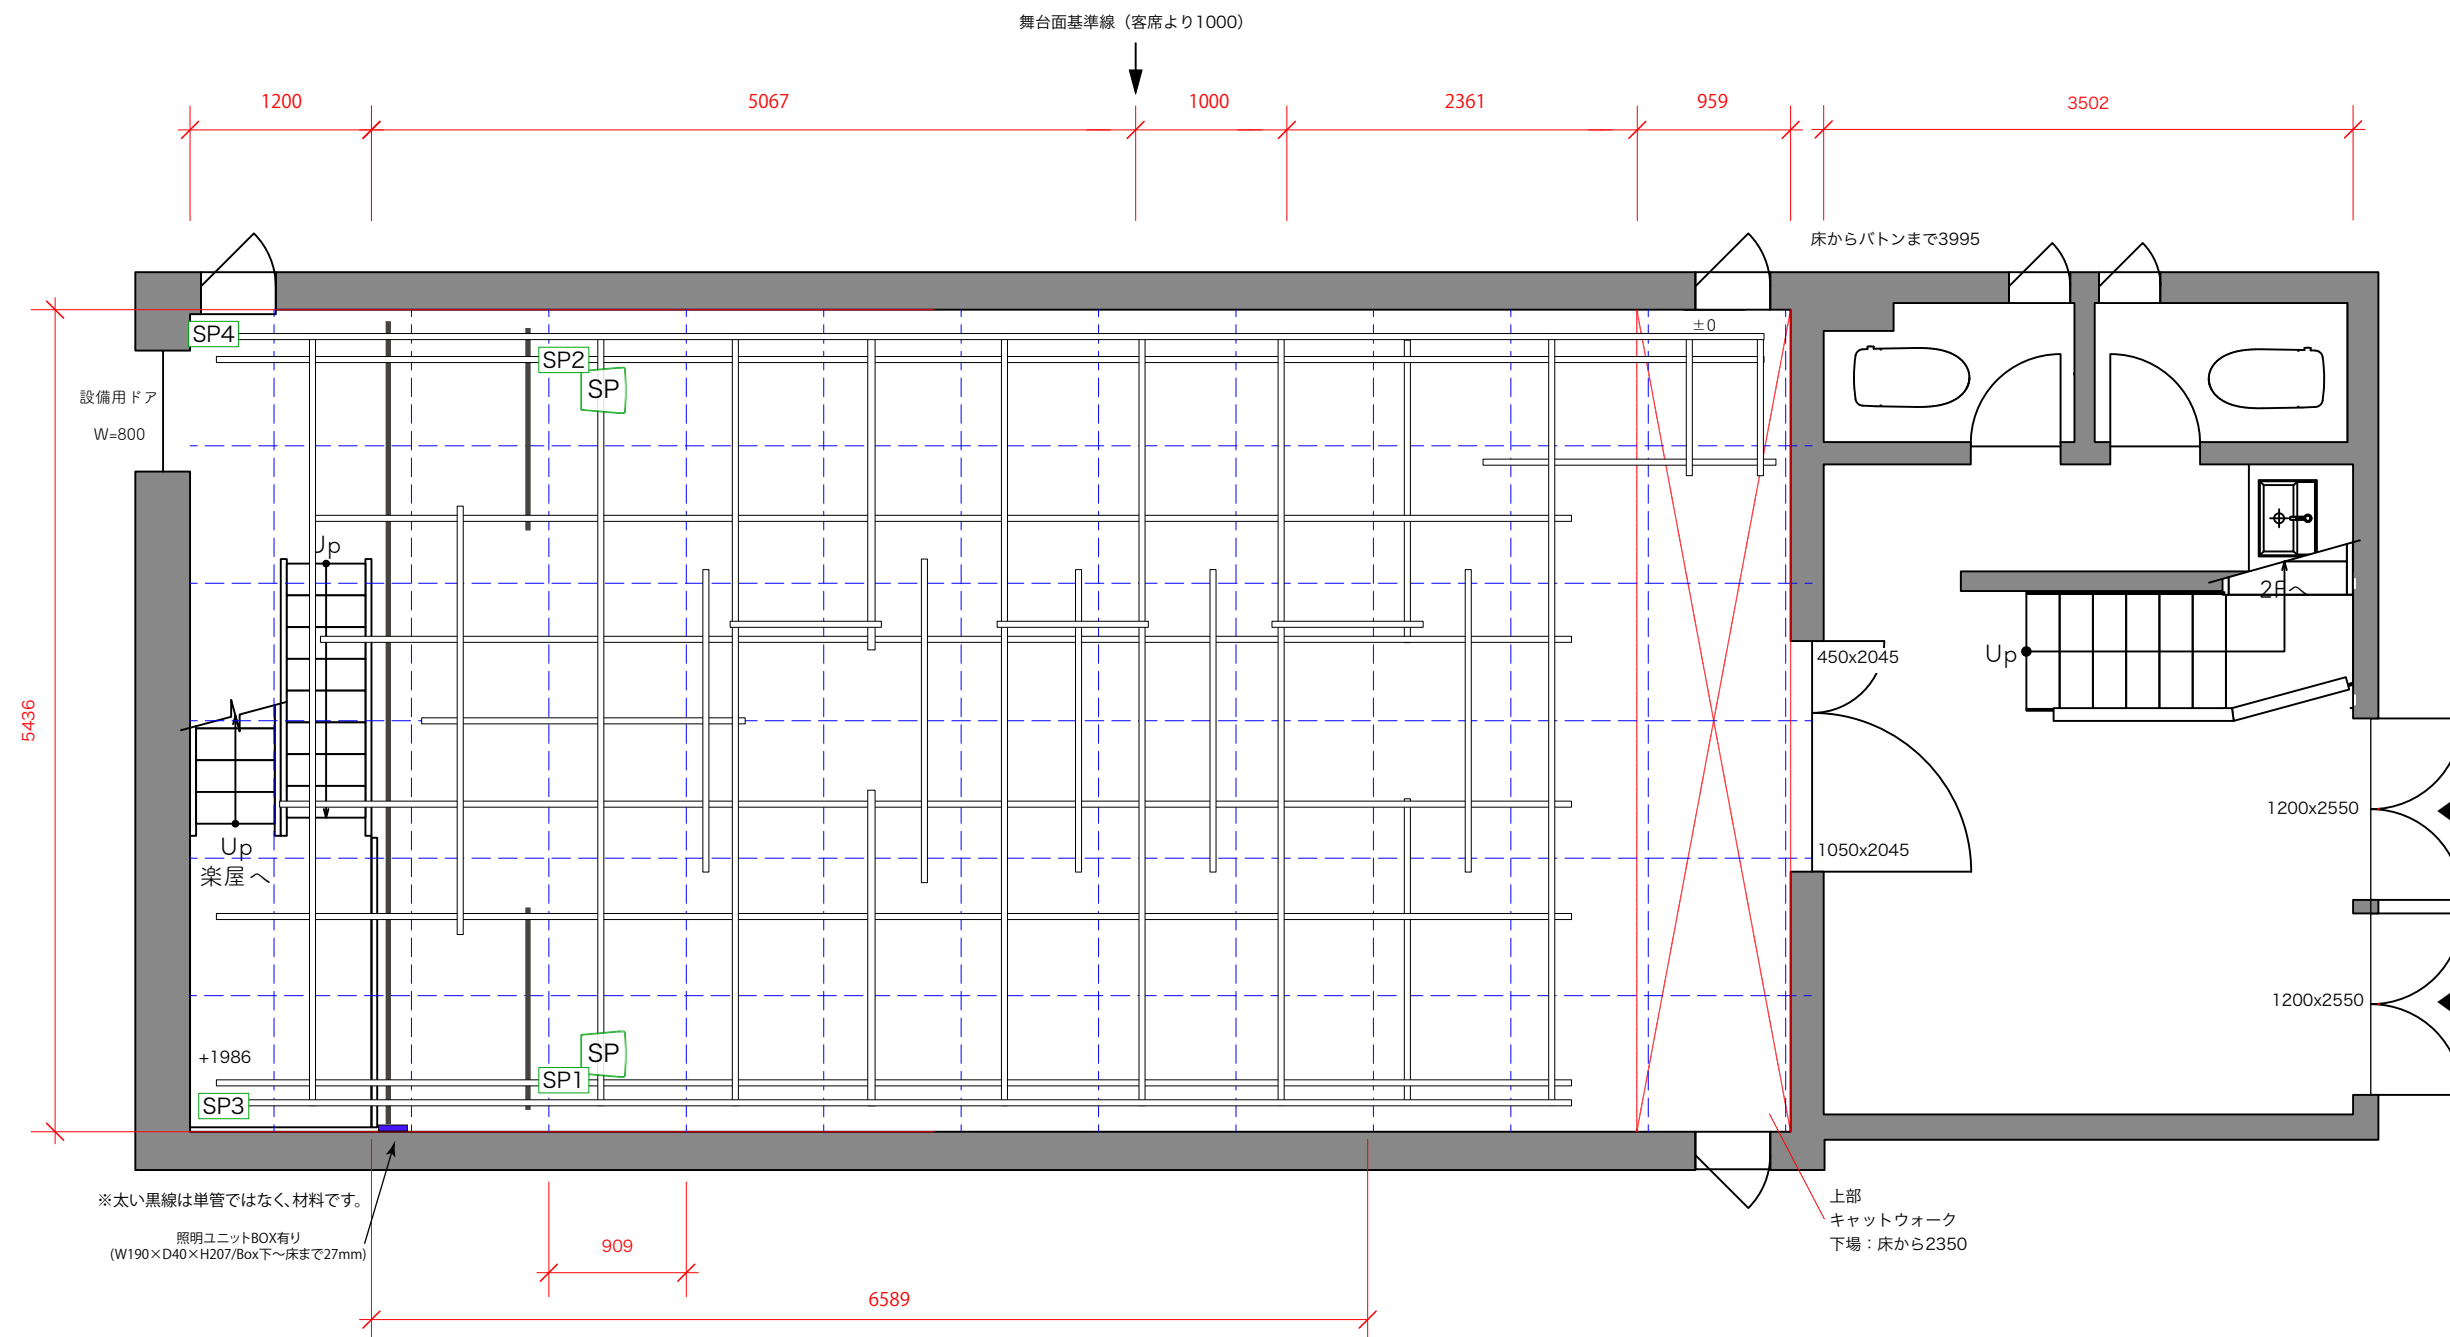 舞台面基準線（客席より1000）
1200
5067
1000
2361
959
3502
床からバトンまで3995
SP4
±0
SP2
SP
設備用ドア
W=800
Up
2Fへ
Up
450x2045
5436
1200x2550
Up
1050x2045
楽屋へ
1200x2550
+1986
SP
SP1
SP3
※太い黒線は単管ではなく、材料です。
上部
キャットウォーク
下場：床から2350
照明ユニットBOX有り
(W190×D40×H207/Box下〜床まで27mm)
909
6589